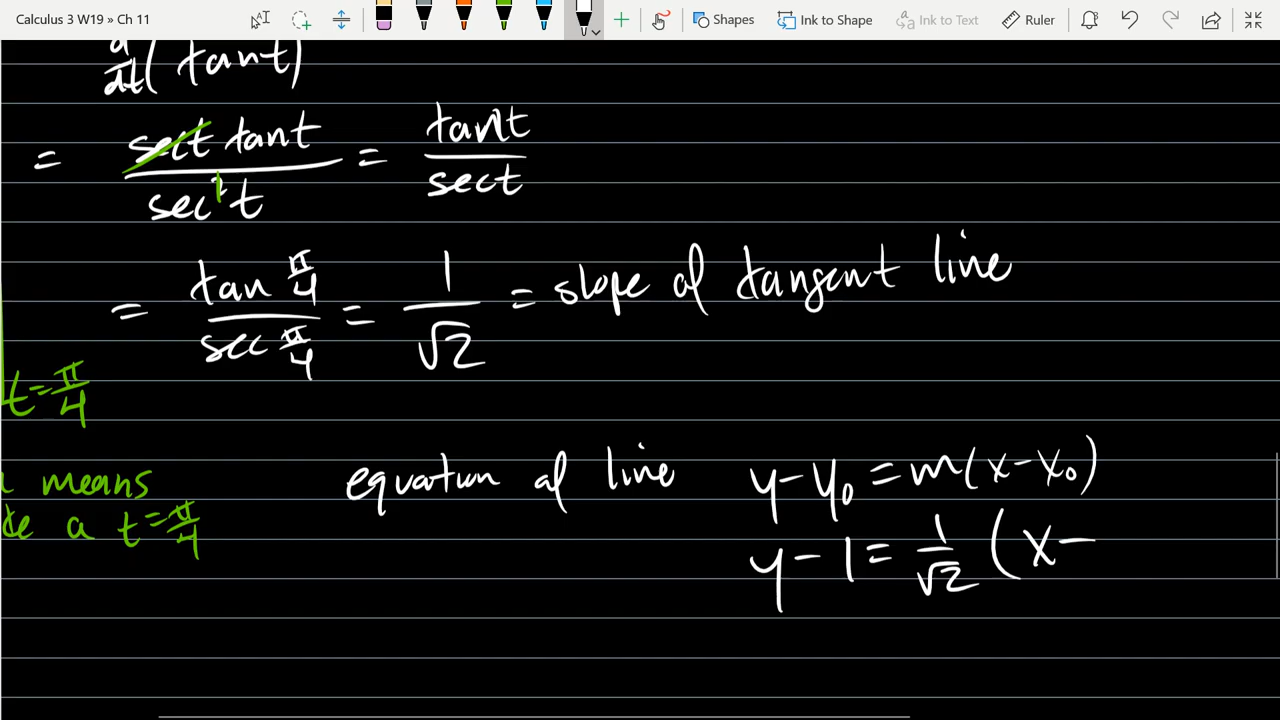 Calculus 3 W19 » Ch 11
Shapes
Ink to Shape
Ink to Text
Ruler
d/dt( tant)
= sect tant / sec² t = tant / sect
= tan π/4 / sec π/4 = 1/√2 = slope of tangent line
t = π/4
means
a t = π/4
equation of line y - y₀ = m(x - x₀)
y - 1 = 1/√2 (x -